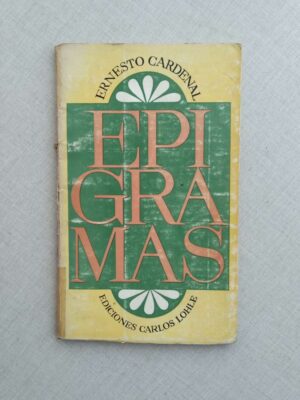 ERNESTO CARDENAL
EPI
GRA
MAS
EDICIONES CARLOS LOHLE